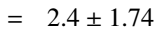 = 2.4 ± 1.74